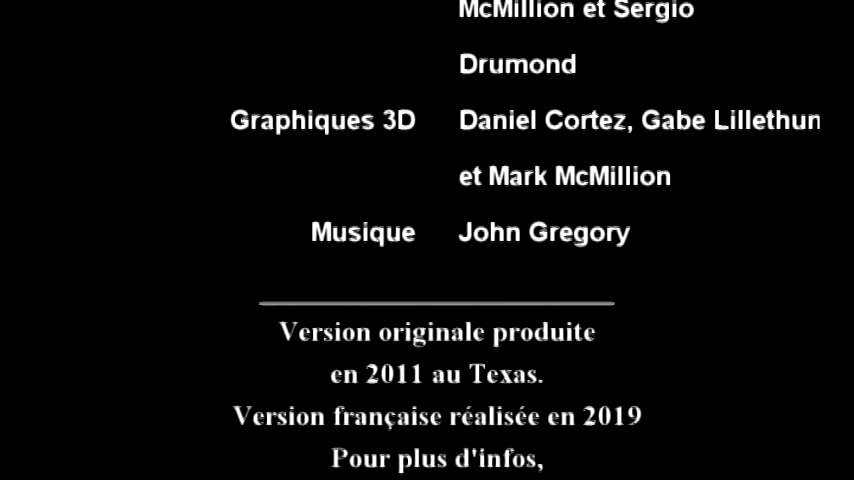 McMillion et Sergio
Drumond
Graphiques 3D Daniel Cortez, Gabe Lillethun
et Mark McMillion
Musique John Gregory
Version originale produite
en 2011 au Texas.
Version française réalisée en 2019
Pour plus d'infos,